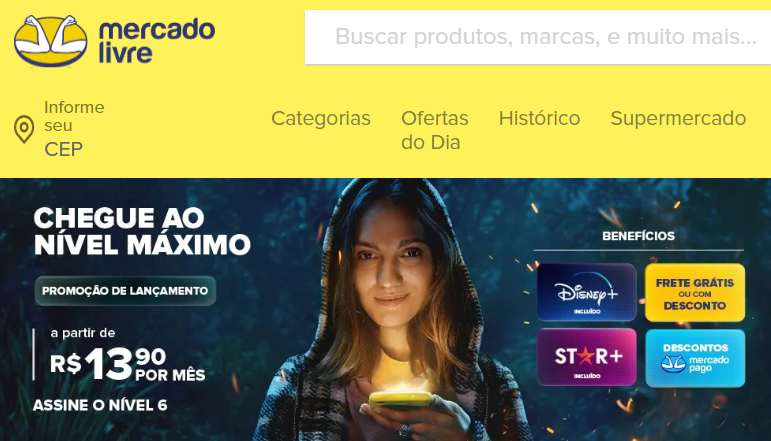 mercado
livre
Buscar produtos, marcas, e muito mais...
Informe
seu
CEP
Categorias
Ofertas
do Dia
Histórico
Supermercado
CHEGUE AO
NÍVEL MÁXIMO
PROMOÇÃO DE LANÇAMENTO
a partir de
R$ 13 90
POR MÊS
ASSINE O NÍVEL 6
BENEFÍCIOS
Disney+
INCLUÍDO
FRETE GRÁTIS
OU COM
DESCONTO
STAR+
INCLUÍDO
DESCONTOS
mercado
pago